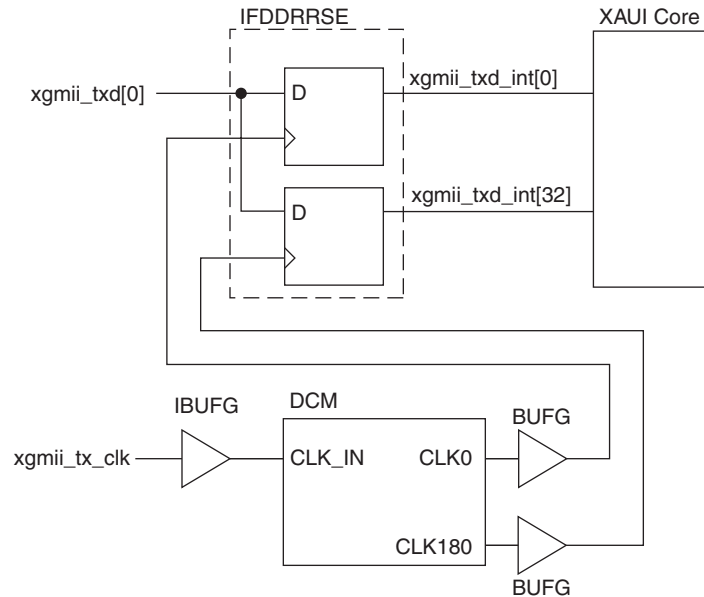 IFDDRRSE
XAUI Core
xgmii_txd[0]
D
xgmii_txd_int[0]
D
xgmii_txd_int[32]
IBUFG
DCM
BUFG
xgmii_tx_clk
CLK_IN
CLK0
CLK180
BUFG